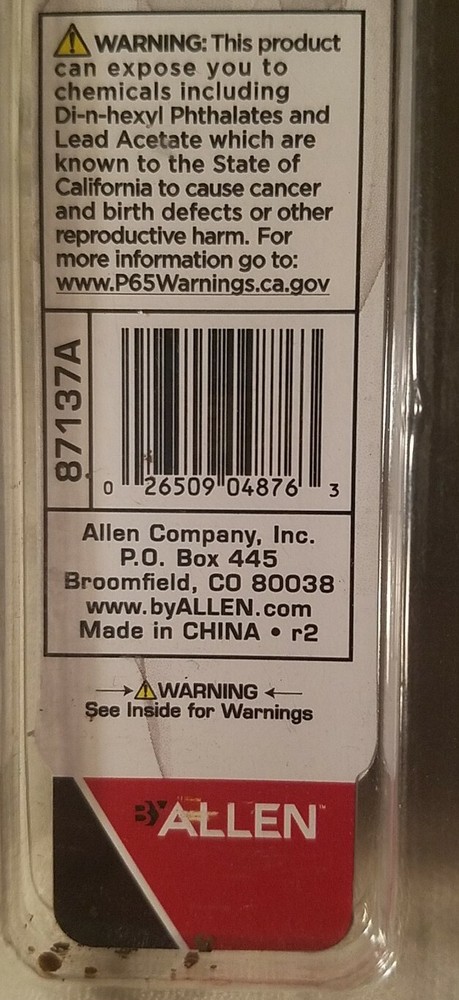 WARNING: This product
can expose you to
chemicals including
Di-n-hexyl Phthalates and
Lead Acetate which are
known to the State of
California to cause cancer
and birth defects or other
reproductive harm. For
more information go to:
www.P65Warnings.ca.gov
87137A
0 26509 04876 3
Allen Company, Inc.
P.O. Box 445
Broomfield, CO 80038
www.byALLEN.com
Made in CHINA • r2
→ WARNING ←
See Inside for Warnings
BY ALLEN™